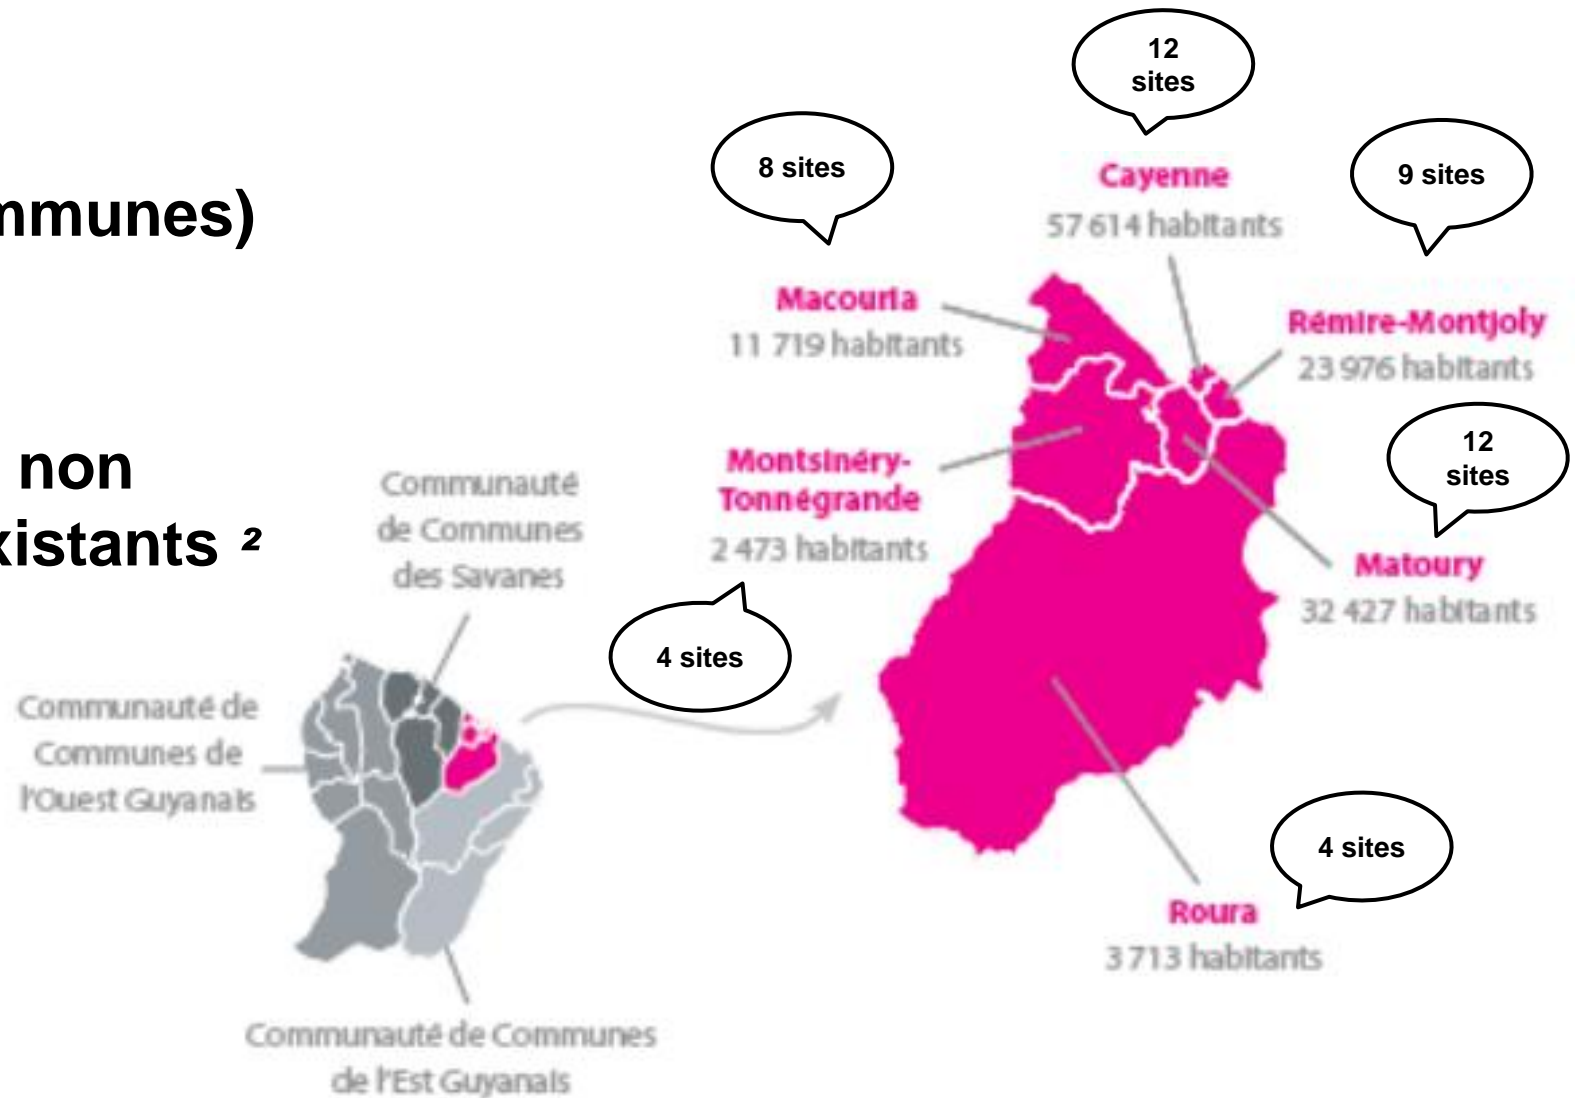 mmunes)
non
xistants ²
12
sites
8 sites
9 sites
Cayenne
57 614 habitants
Macouria
11 719 habitants
Rémire-Montjoly
23 976 habitants
Montsinéry-
Tonnégrande
2 473 habitants
12
sites
Matoury
32 427 habitants
4 sites
4 sites
Roura
3 713 habitants
Communauté
de Communes
des Savanes
Communauté de
Communes de
l'Ouest Guyanais
Communauté de Communes
de l'Est Guyanais